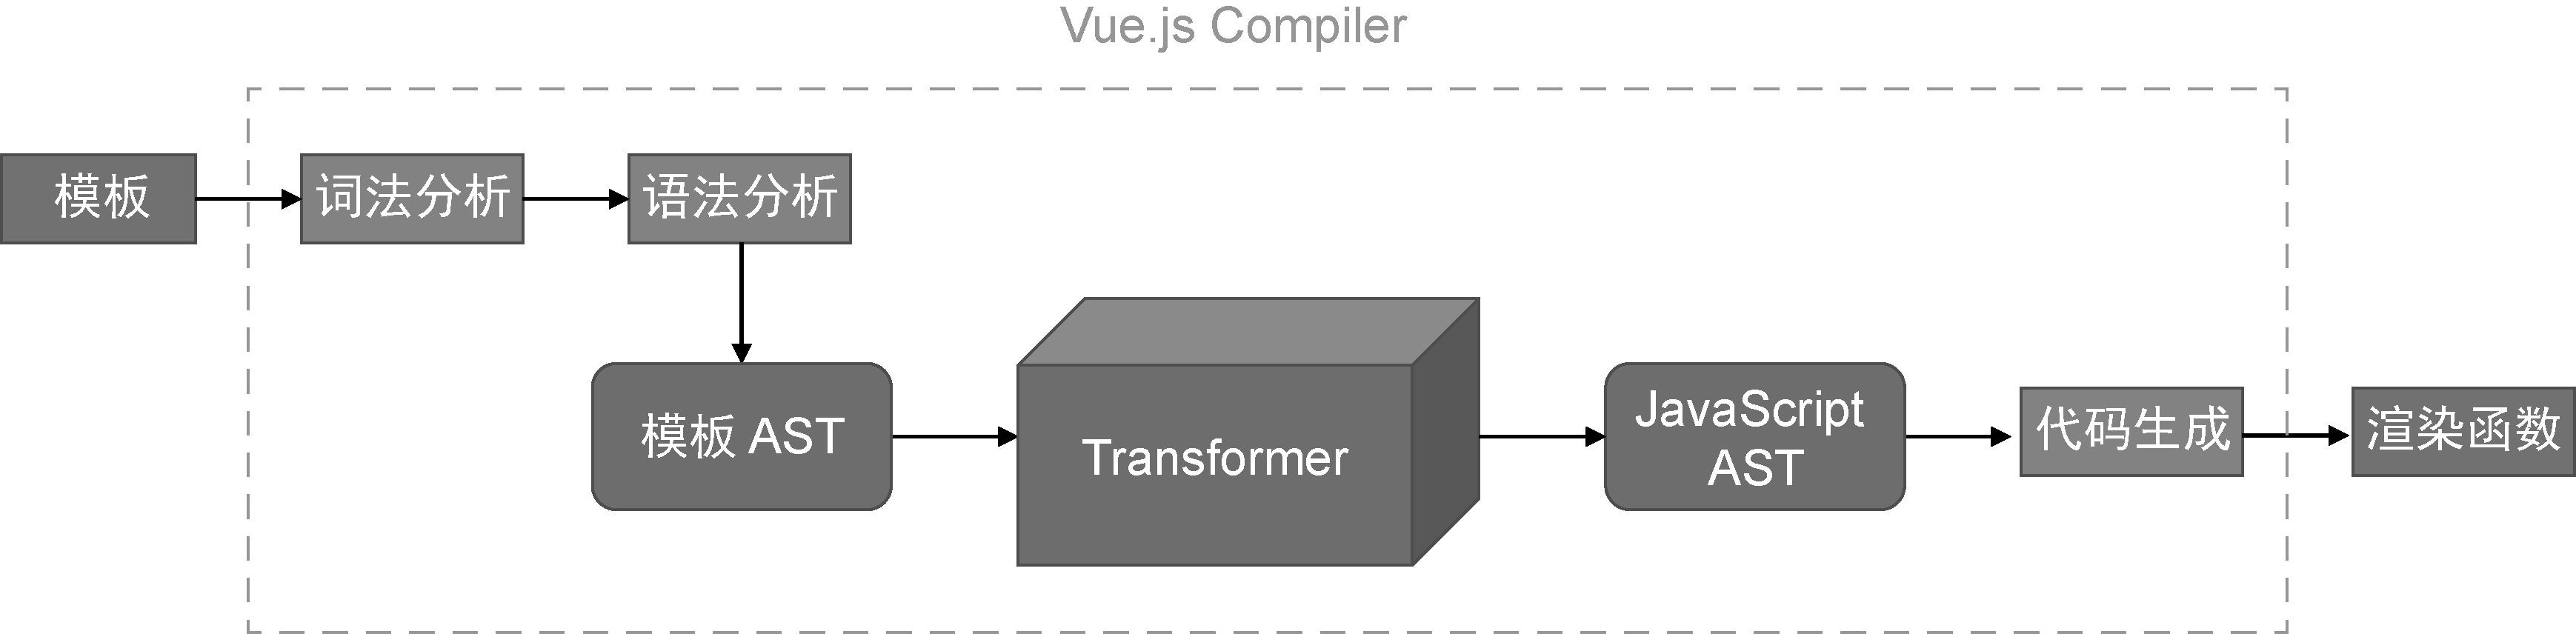 Vue.js Compiler
模板
词法分析
语法分析
模板 AST
Transformer
JavaScript
AST
代码生成
渲染函数